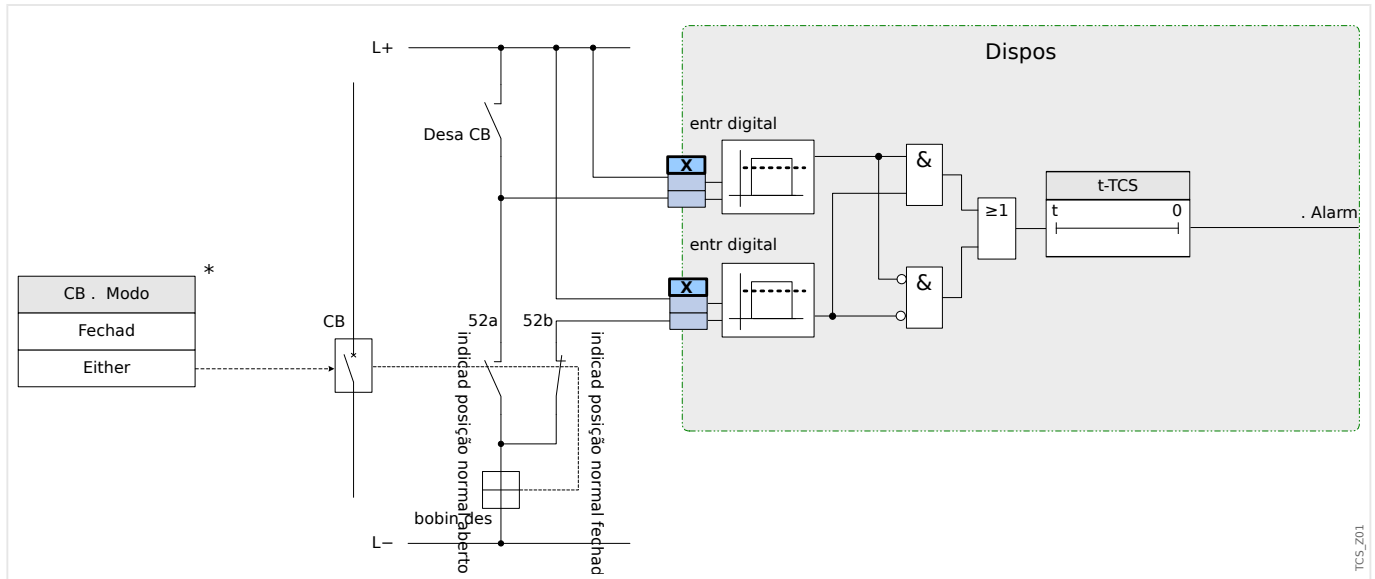 L+
Dispos
entr digital
Desa CB
X
&
t-TCS
t 0
≥1
. Alarm
entr digital
*
X
&
CB . Modo
Fechad
Either
CB
52a
52b
indicad posição normal aberto
indicad posição normal fechad
bobin des
L−
TCS_Z01